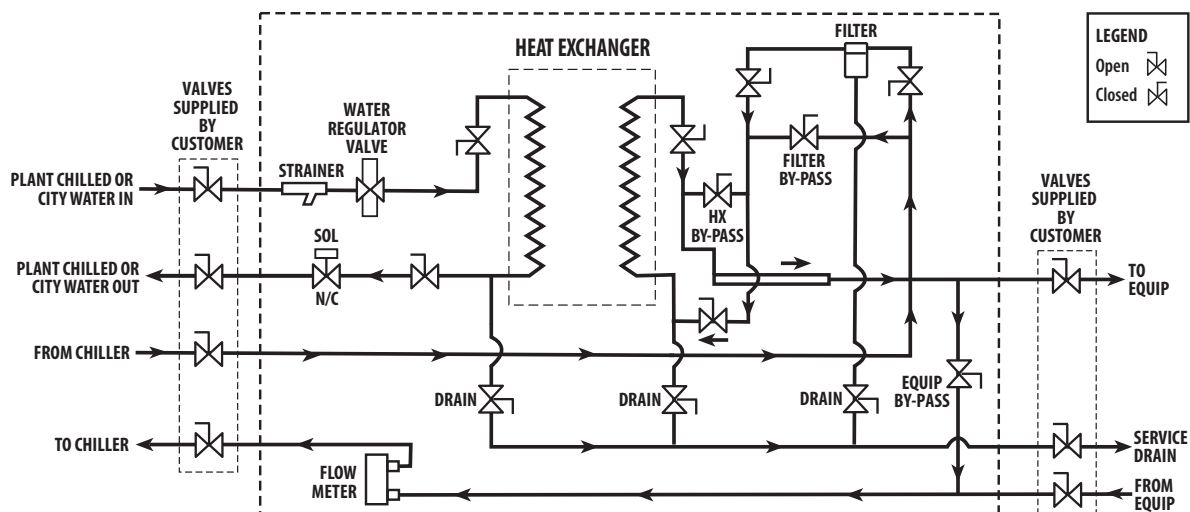 HEAT EXCHANGER
FILTER
LEGEND
Open
Closed
VALVES
SUPPLIED
BY
CUSTOMER
WATER
REGULATOR
VALVE
STRAINER
PLANT CHILLED OR
CITY WATER IN
FILTER
BY-PASS
HX
BY-PASS
VALVES
SUPPLIED
BY
CUSTOMER
SOL
N/C
PLANT CHILLED OR
CITY WATER OUT
TO
EQUIP
FROM CHILLER
DRAIN
DRAIN
DRAIN
EQUIP
BY-PASS
TO CHILLER
FLOW
METER
SERVICE
DRAIN
FROM
EQUIP